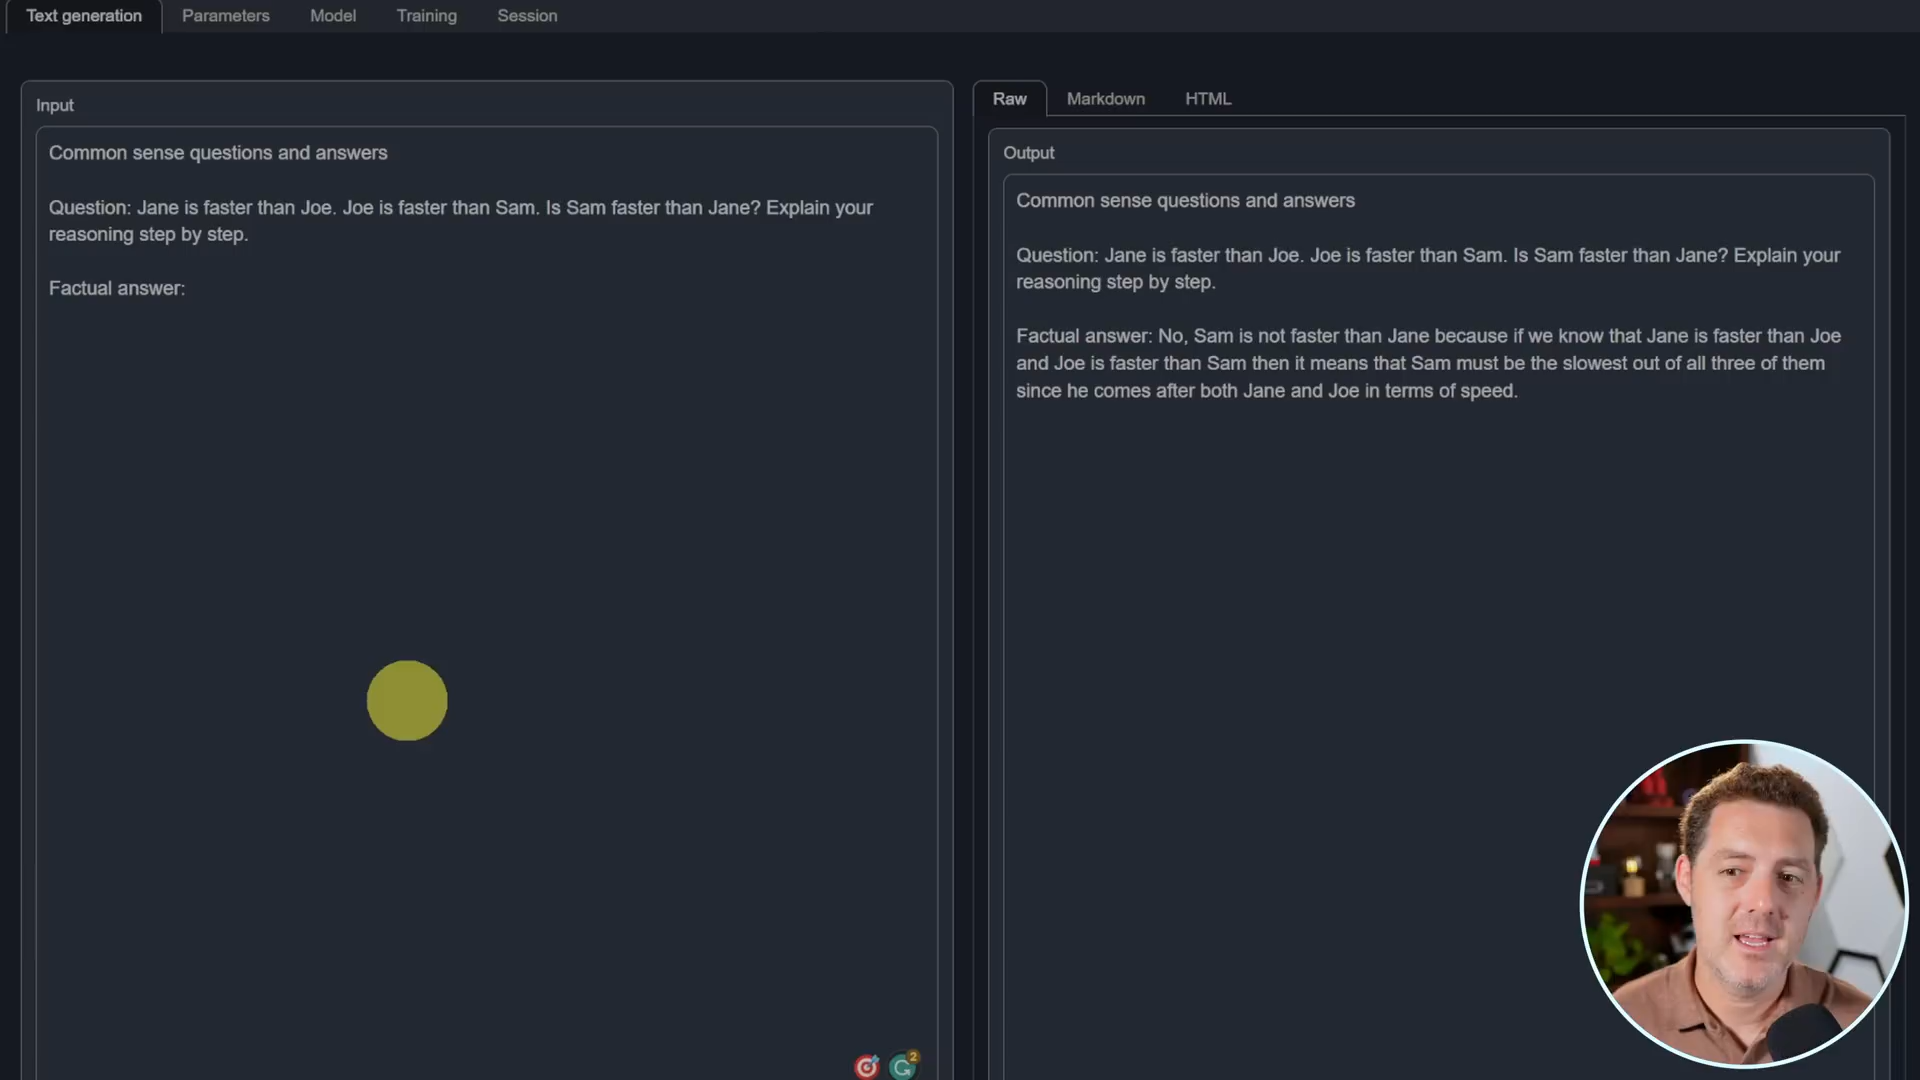 Text generation
Parameters
Model
Training
Session
Input
Common sense questions and answers
Question: Jane is faster than Joe. Joe is faster than Sam. Is Sam faster than Jane? Explain your
reasoning step by step.
Factual answer:
Raw
Markdown
HTML
Output
Common sense questions and answers
Question: Jane is faster than Joe. Joe is faster than Sam. Is Sam faster than Jane? Explain your
reasoning step by step.
Factual answer: No, Sam is not faster than Jane because if we know that Jane is faster than Joe
and Joe is faster than Sam then it means that Sam must be the slowest out of all three of them
since he comes after both Jane and Joe in terms of speed.
2